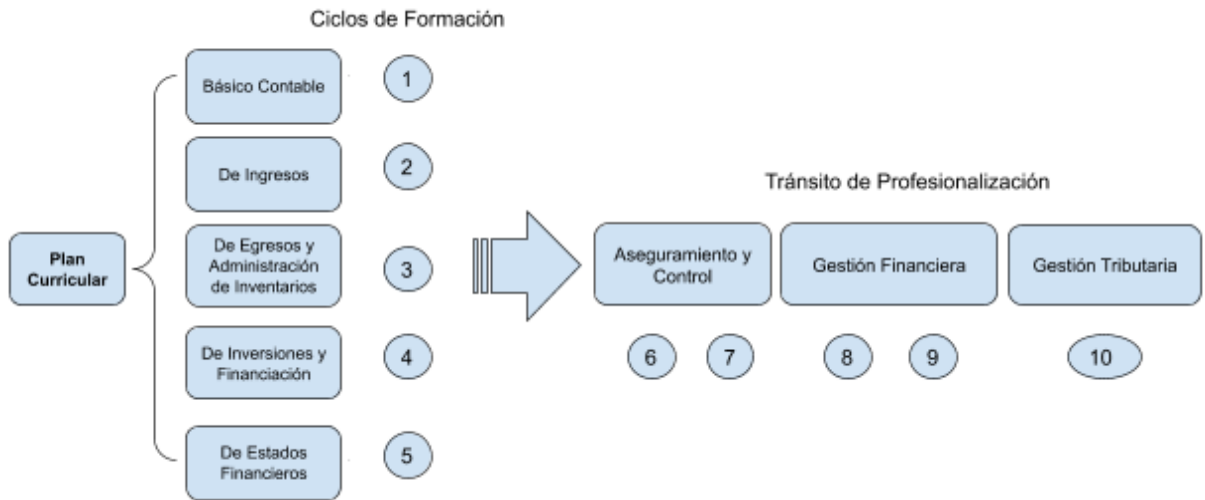 Ciclos de Formación
Básico Contable
1
De Ingresos
2
Tránsito de Profesionalización
Plan
Curricular
De Egresos y
Administración
de Inventarios
3
Aseguramiento y
Control
Gestión Financiera
Gestión Tributaria
De Inversiones y
Financiación
4
6
7
8
9
10
De Estados
Financieros
5